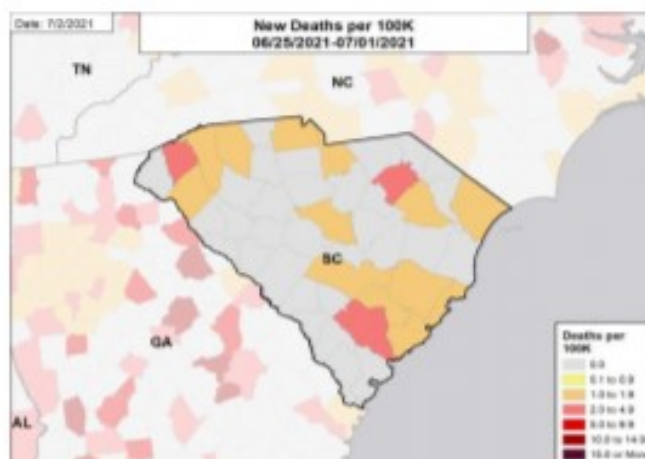 Date: 7/2/2021
New Deaths per 100K
06/25/2021-07/01/2021
TN
NC
SC
GA
AL
Deaths per
100K
0.0
0.1 to 0.9
1.0 to 1.9
2.0 to 4.9
5.0 to 9.9
10.0 to 14.9
15.0 or More